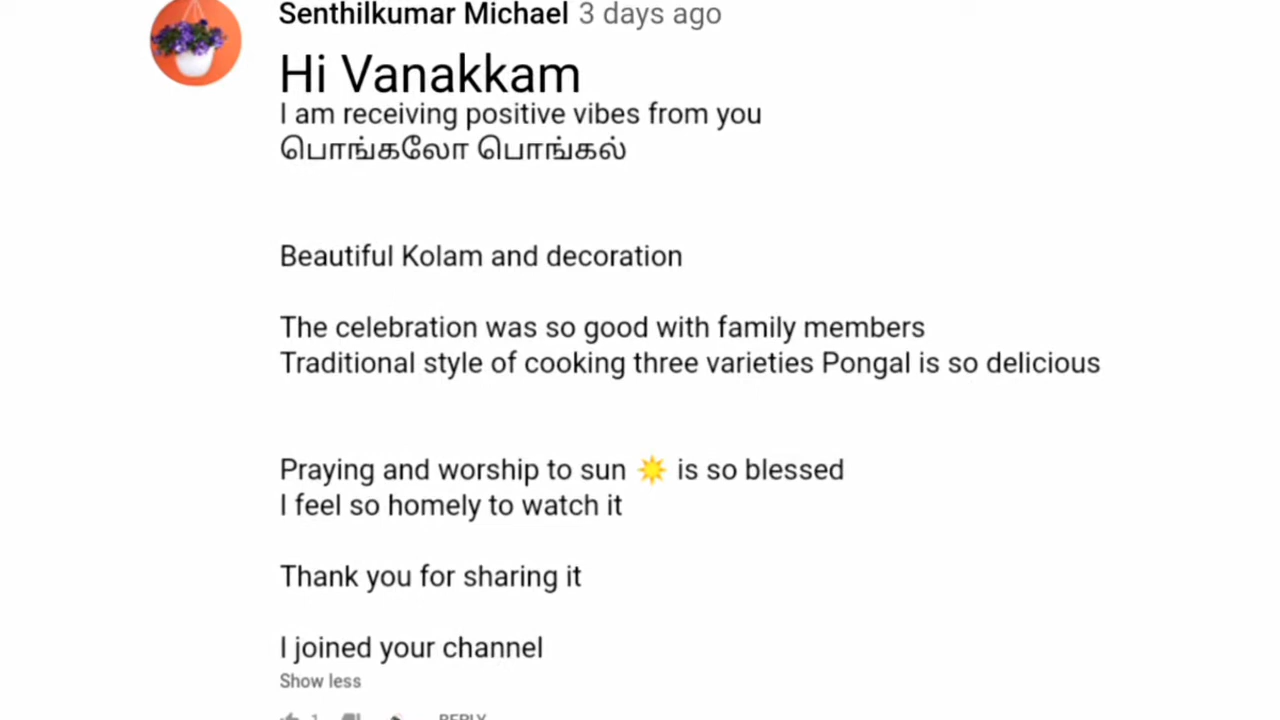 Senthilkumar Michael 3 days ago
Hi Vanakkam
I am receiving positive vibes from you
பொங்கலோ பொங்கல்
Beautiful Kolam and decoration
The celebration was so good with family members
Traditional style of cooking three varieties Pongal is so delicious
Praying and worship to sun ☀️ is so blessed
I feel so homely to watch it
Thank you for sharing it
I joined your channel
Show less
1 REPLY